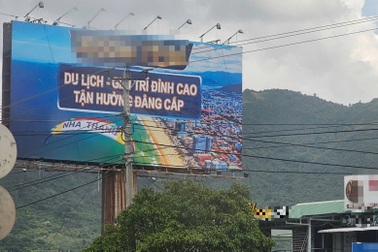 DU LỊCH - GIẢI TRÍ ĐỈNH CAO
TẬN HƯỞNG ĐẲNG CẤP
NHA TRANG